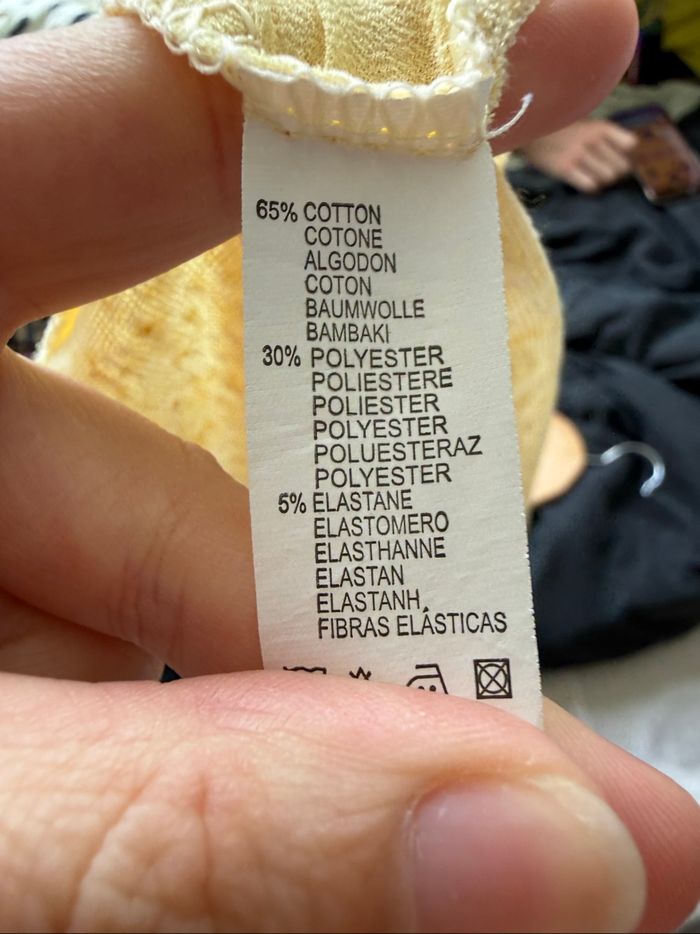 65% COTTON
COTONE
ALGODON
COTON
BAUMWOLLE
BAMBAKI
30% POLYESTER
POLIESTERE
POLIESTER
POLYESTER
POLUESTERAZ
POLYESTER
5% ELASTANE
ELASTOMERO
ELASTHANNE
ELASTAN
ELASTANH
FIBRAS ELÁSTICAS